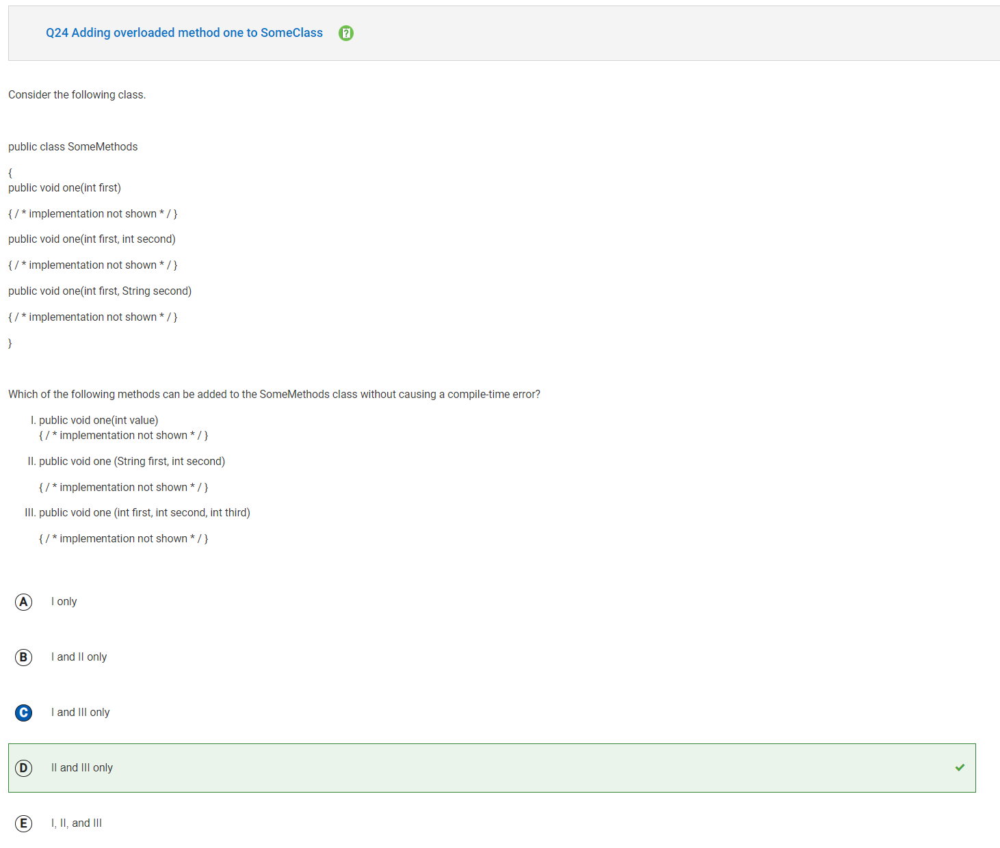 Q24 Adding overloaded method one to SomeClass
Consider the following class.
public class SomeMethods
{
public void one(int first)
{ / * implementation not shown * / }
public void one(int first, int second)
{ / * implementation not shown * / }
public void one(int first, String second)
{ / * implementation not shown * / }
}
Which of the following methods can be added to the SomeMethods class without causing a compile-time error?
I. public void one(int value)
{ / * implementation not shown * / }
II. public void one (String first, int second)
{ / * implementation not shown * / }
III. public void one (int first, int second, int third)
{ / * implementation not shown * / }
A I only
B I and II only
C I and III only
D II and III only
E I, II, and III